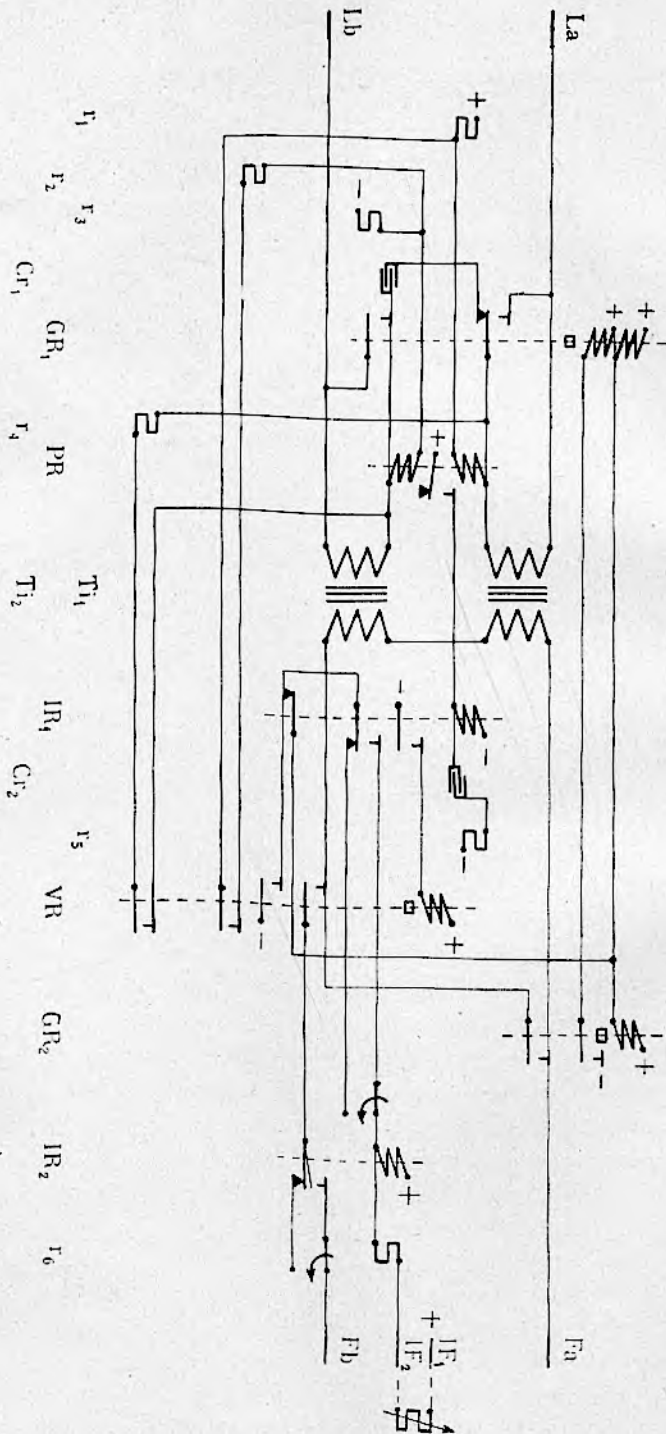 La
Lb
+
+
+
r₁
r₂
r₃
−
Cr₁
GR₁
r₄
PR
+
Ti₁
Ti₂
IR₁
−
−
Cr₂
r₅
−
VR
−
+
GR₂
−
+
IR₂
+
r₆
Fa
Fb
+ IF₁
IF₂